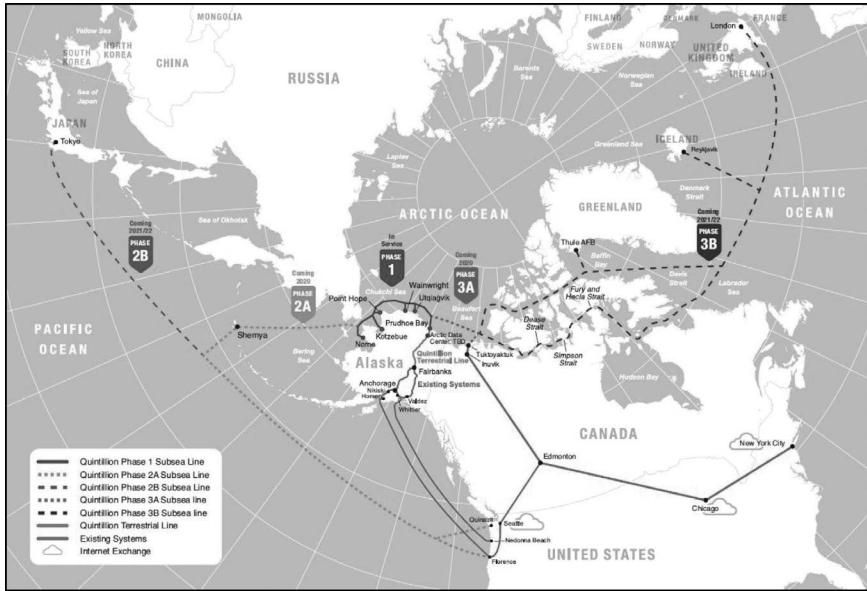 MONGOLIA
Yellow Sea
NORTH
KOREA
SOUTH
KOREA
CHINA
RUSSIA
Sea of
Japan
JAPAN
Tokyo
Sea of Okhotsk
Laptev
Sea
Barents
Sea
FINLAND
SWEDEN
NORWAY
DENMARK
London
FRANCE
UNITED
KINGDOM
IRELAND
Norwegian
Sea
Greenland Sea
ICELAND
Reykjavik
Denmark
Strait
ATLANTIC
OCEAN
ARCTIC OCEAN
GREENLAND
Coming
2021/22
PHASE
2B
Coming
2020
PHASE
2A
In
Service
PHASE
1
Coming
2020
PHASE
3A
Coming
2021/22
PHASE
3B
Thule AFB
Baffin
Bay
Davis
Strait
Labrador
Sea
Fury and
Hecla Strait
Dease
Strait
Simpson
Strait
Hudson Bay
Chukchi Sea
Beaufort
Sea
Wainwright
Point Hope
Utqiagvik
Prudhoe Bay
Kotzebue
Nome
Arctic Data
Center: TBD
Tuktoyaktuk
Inuvik
PACIFIC
OCEAN
Shemya
Bering
Sea
Alaska
Quintillion
Terrestrial Line
Fairbanks
Existing Systems
Anchorage
Nikiski
Homer
Valdez
Whittier
CANADA
Edmonton
New York City
Chicago
Seattle
Nedonna Beach
Florence
UNITED STATES
Quintillion Phase 1 Subsea Line
Quintillion Phase 2A Subsea Line
Quintillion Phase 2B Subsea Line
Quintillion Phase 3A Subsea line
Quintillion Phase 3B Subsea line
Quintillion Terrestrial Line
Existing Systems
Internet Exchange